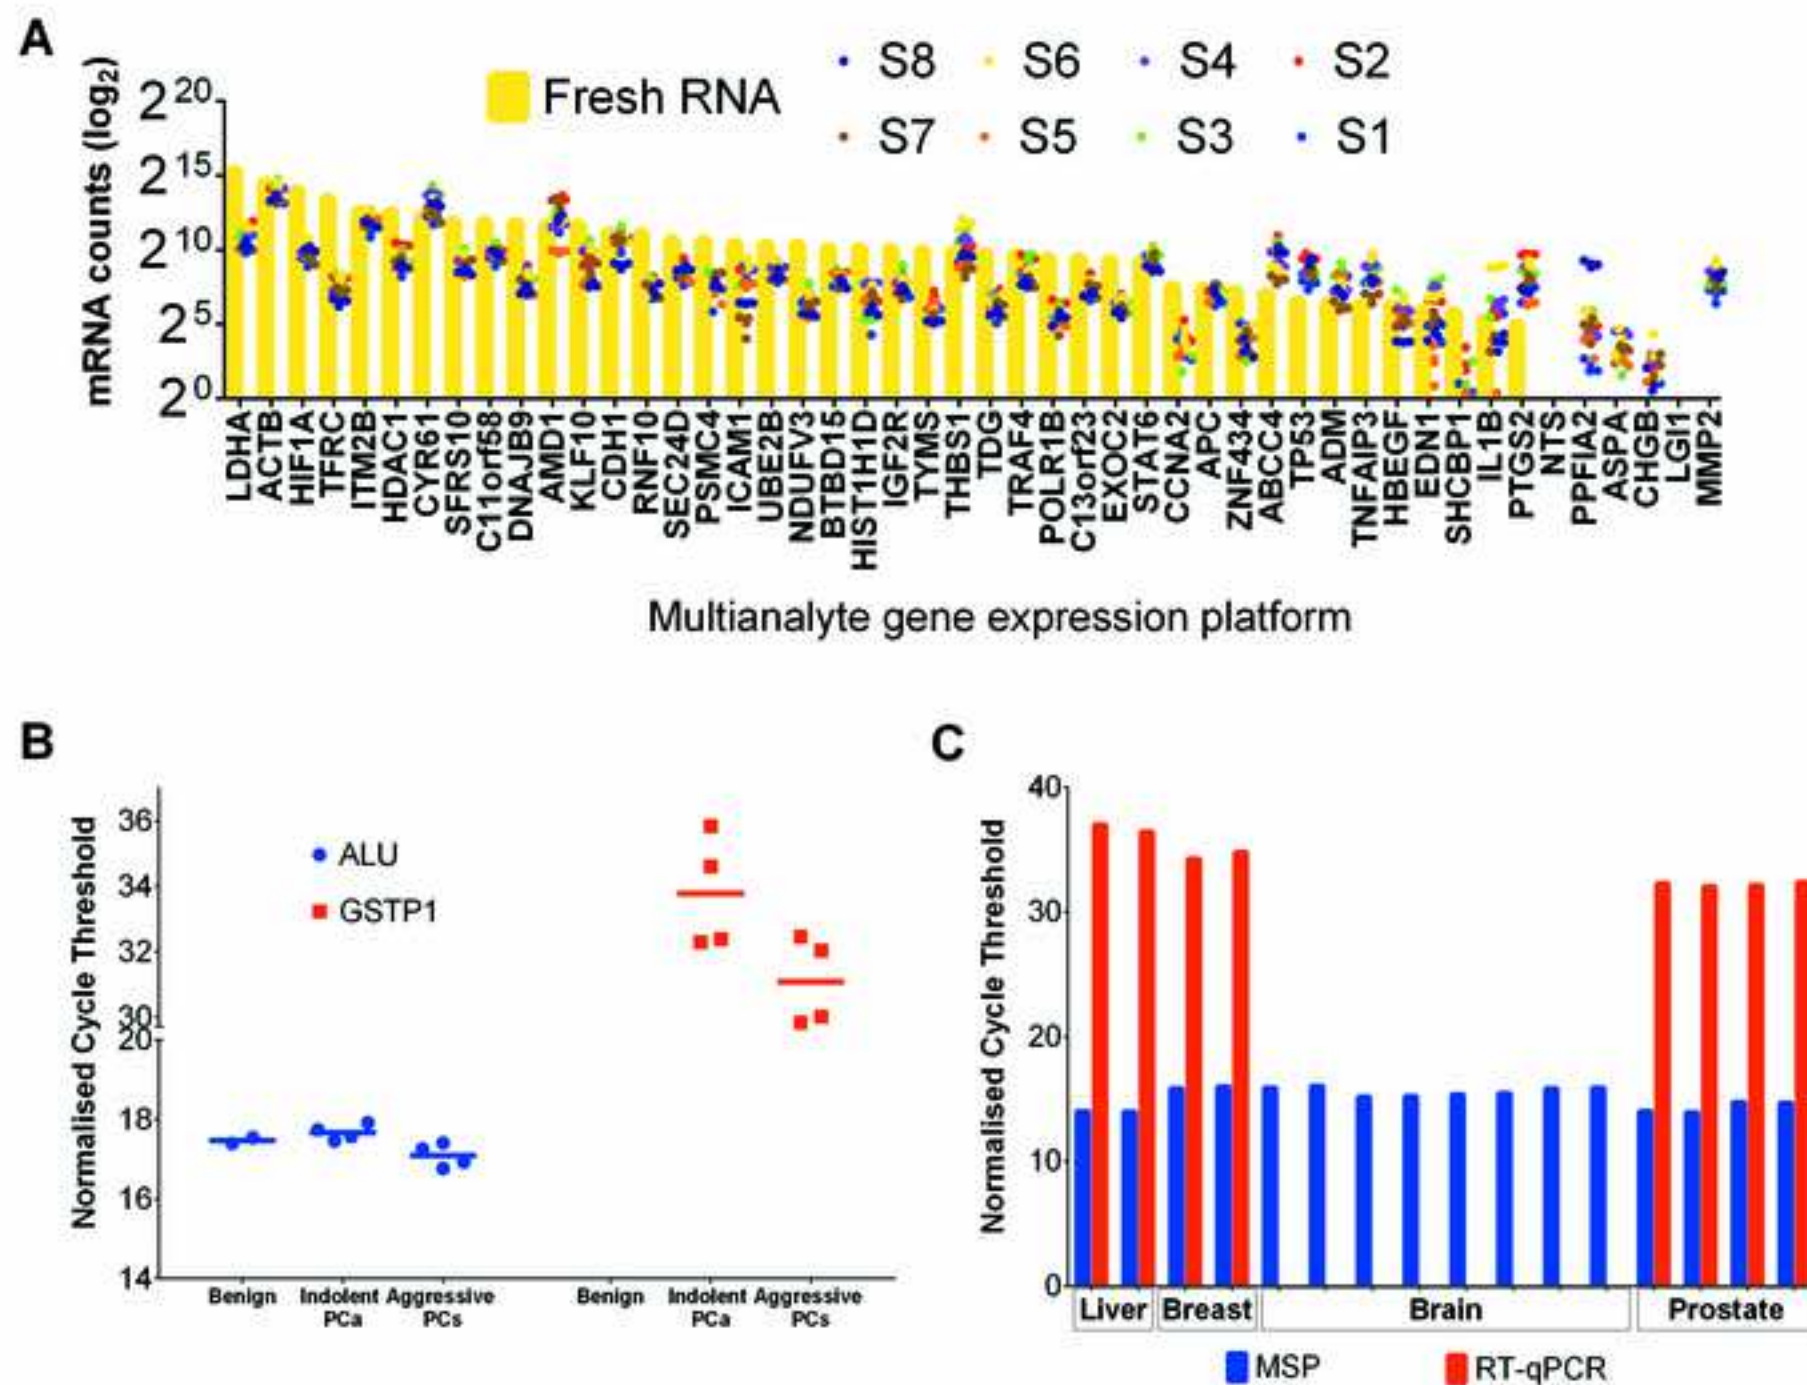 A
mRNA counts (log2)
2^20
2^15
2^10
2^5
2^0
Fresh RNA
S8 S6 S4 S2
S7 S5 S3 S1
LDHA
ACTB
HIF1A
TFRC
ITM2B
HDAC1
CYR61
SFRS10
C11orf58
DNAJB9
AMD1
KLF10
CDH1
RNF10
SEC24D
PSMC4
ICAM1
UBE2B
NDUFV3
BTBD15
HIST1H1D
IGF2R
TYMS
THBS1
TDG
TRAF4
POLR1B
C13orf23
EXOC2
STAT6
CCNA2
APC
ZNF434
ABCC4
TP53
ADM
TNFAIP3
HBEGF
EDN1
SHCBP1
IL1B
PTGS2
NTS
PPFIA2
ASPA
CHGB
LGI1
MMP2
Multianalyte gene expression platform
B
Normalised Cycle Threshold
36
34
32
30
20
18
16
14
ALU
GSTP1
Benign Indolent Aggressive Benign Indolent Aggressive
PCa PCs PCa PCs
C
Normalised Cycle Threshold
40
30
20
10
0
Liver Breast Brain Prostate
MSP RT-qPCR